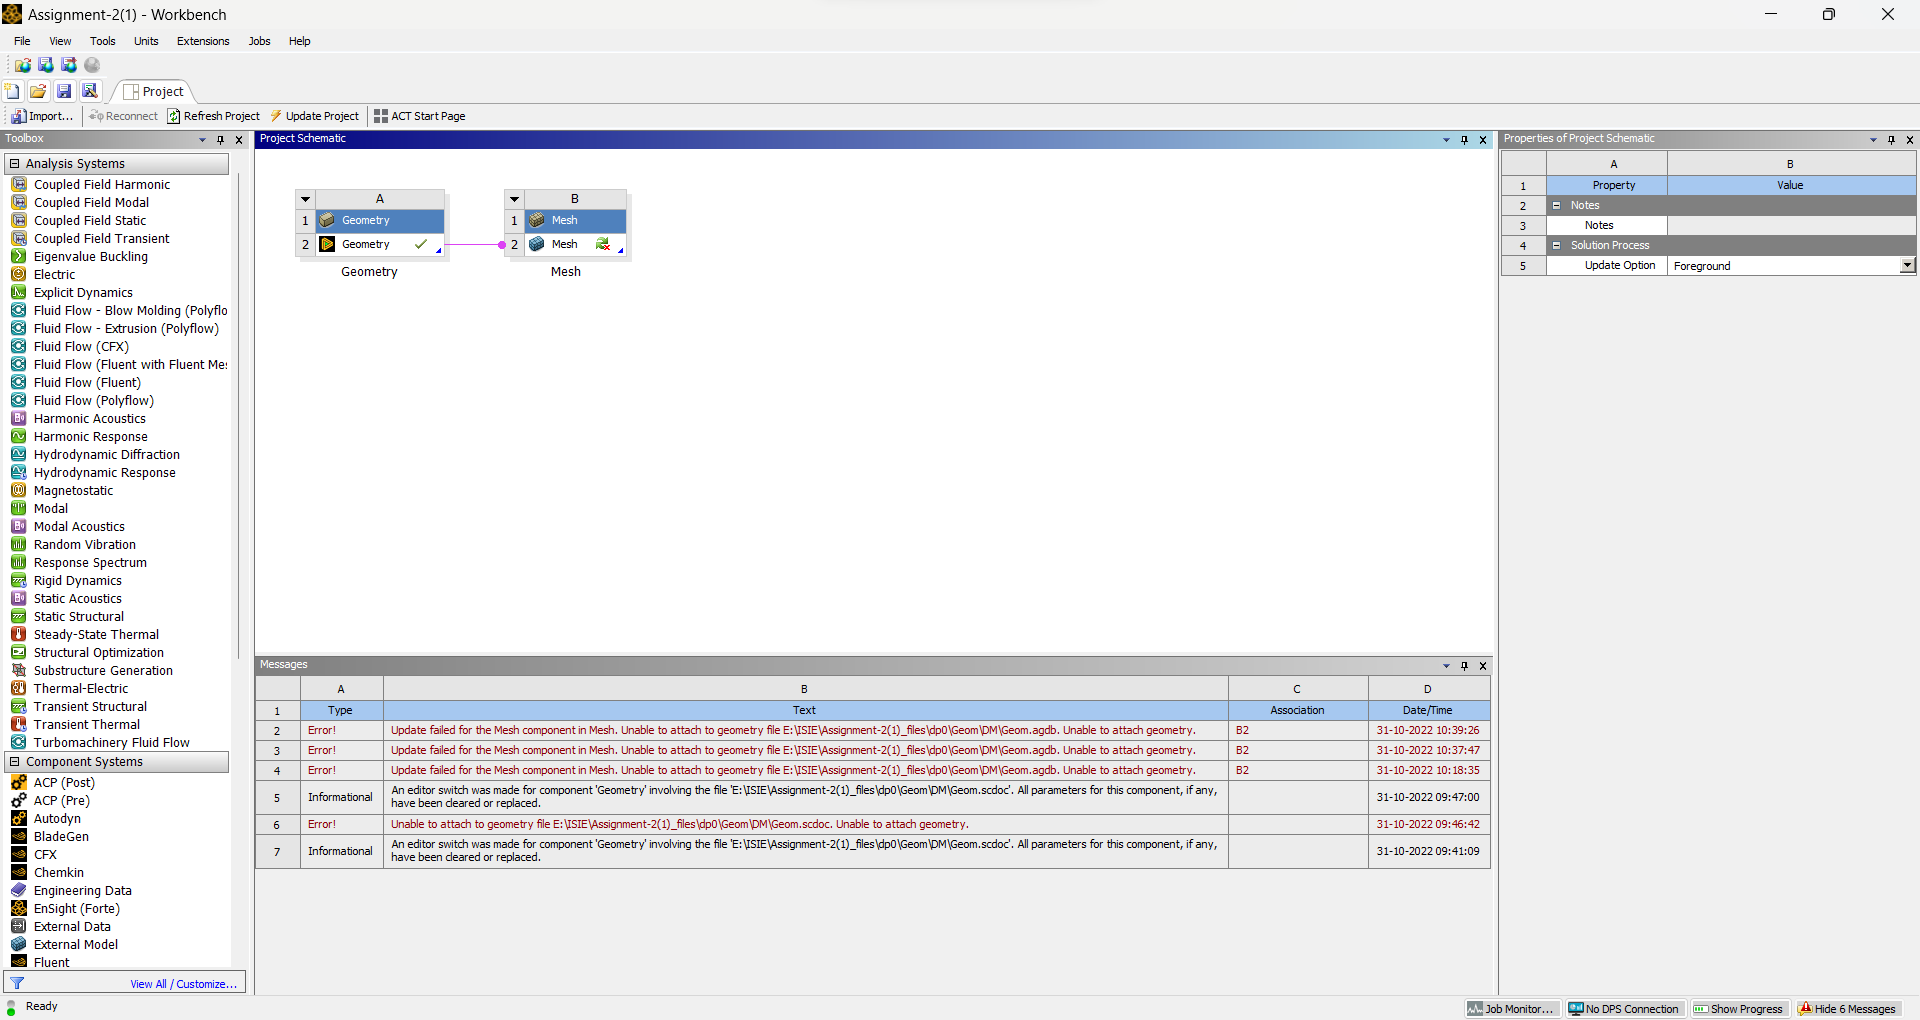 Assignment-2(1) - Workbench
File View Tools Units Extensions Jobs Help
Project
Import... Reconnect Refresh Project Update Project ACT Start Page
Toolbox
Analysis Systems
Coupled Field Harmonic
Coupled Field Modal
Coupled Field Static
Coupled Field Transient
Eigenvalue Buckling
Electric
Explicit Dynamics
Fluid Flow - Blow Molding (Polyflo
Fluid Flow - Extrusion (Polyflow)
Fluid Flow (CFX)
Fluid Flow (Fluent with Fluent Me
Fluid Flow (Fluent)
Fluid Flow (Polyflow)
Harmonic Acoustics
Harmonic Response
Hydrodynamic Diffraction
Hydrodynamic Response
Magnetostatic
Modal
Modal Acoustics
Random Vibration
Response Spectrum
Rigid Dynamics
Static Acoustics
Static Structural
Steady-State Thermal
Structural Optimization
Substructure Generation
Thermal-Electric
Transient Structural
Transient Thermal
Turbomachinery Fluid Flow
Component Systems
ACP (Post)
ACP (Pre)
Autodyn
BladeGen
CFX
Chemkin
Engineering Data
EnSight (Forte)
External Data
External Model
Fluent
View All / Customize...
Project Schematic
A
1 Geometry
2 Geometry
Geometry
B
1 Mesh
2 Mesh
Mesh
Messages
A B C D
1 Type Text Association Date/Time
2 Error! Update failed for the Mesh component in Mesh. Unable to attach to geometry file E:\ISIE\Assignment-2(1)_files\dp0\Geom\DM\Geom.agdb. Unable to attach geometry. B2 31-10-2022 10:39:26
3 Error! Update failed for the Mesh component in Mesh. Unable to attach to geometry file E:\ISIE\Assignment-2(1)_files\dp0\Geom\DM\Geom.agdb. Unable to attach geometry. B2 31-10-2022 10:37:47
4 Error! Update failed for the Mesh component in Mesh. Unable to attach to geometry file E:\ISIE\Assignment-2(1)_files\dp0\Geom\DM\Geom.agdb. Unable to attach geometry. B2 31-10-2022 10:18:35
5 Informational An editor switch was made for component 'Geometry' involving the file 'E:\ISIE\Assignment-2(1)_files\dp0\Geom\DM\Geom.scdoc'. All parameters for this component, if any,
have been cleared or replaced. 31-10-2022 09:47:00
6 Error! Unable to attach to geometry file E:\ISIE\Assignment-2(1)_files\dp0\Geom\DM\Geom.scdoc. Unable to attach geometry. 31-10-2022 09:46:42
7 Informational An editor switch was made for component 'Geometry' involving the file 'E:\ISIE\Assignment-2(1)_files\dp0\Geom\DM\Geom.scdoc'. All parameters for this component, if any,
have been cleared or replaced. 31-10-2022 09:41:09
Properties of Project Schematic
A B
1 Property Value
2 Notes
3 Notes
4 Solution Process
5 Update Option Foreground
Ready
Job Monitor... No DPS Connection Show Progress Hide 6 Messages